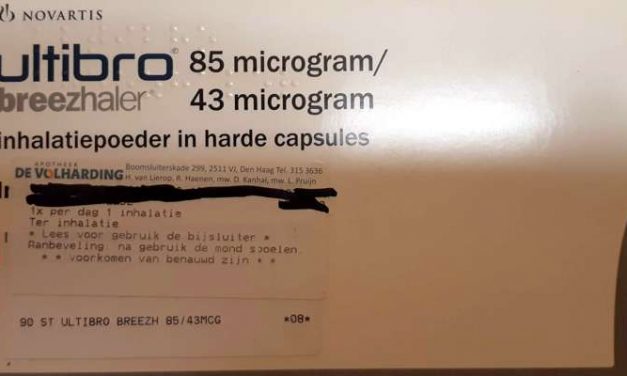 NOVARTIS
ultibro® 85 microgram/
breezhaler® 43 microgram
inhalatiepoeder in harde capsules
APOTHEEK
DE VOLHARDING
Boomsluiterskade 299, 2511 VJ, Den Haag Tel. 315 3636
H. van Lierop, R. Haenen, mw. D. Kanhai, mw. L. Pruijn
1x per dag 1 inhalatie
Ter inhalatie
* Lees voor gebruik de bijsluiter *
Aanbeveling: na gebruik de mond spoelen.
* * voorkomen van benauwd zijn * *
90 ST ULTIBRO BREEZH 85/43MCG *08*